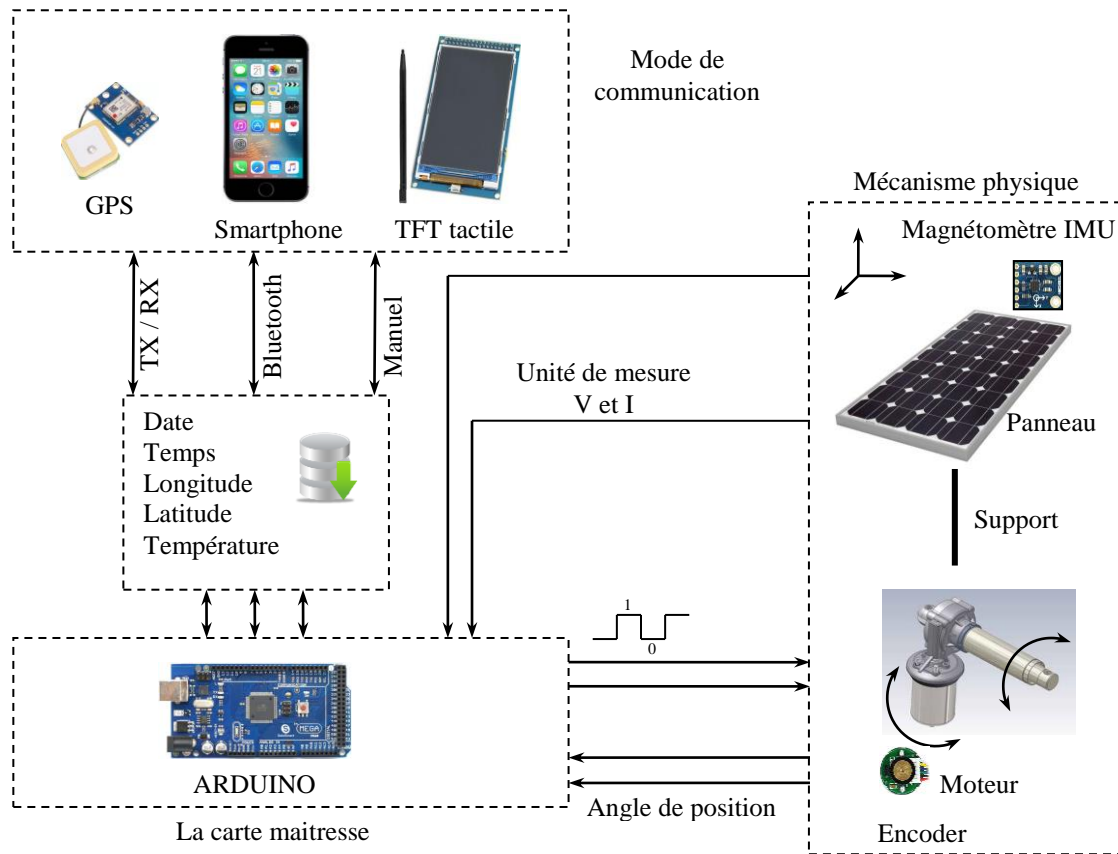 Mode de
communication
GPS
Smartphone
TFT tactile
TX / RX
Bluetooth
Manuel
Mécanisme physique
Magnétomètre IMU
Unité de mesure
V et I
Panneau
Date
Temps
Longitude
Latitude
Température
Support
1
0
ARDUINO
MEGA
Angle de position
Moteur
La carte maitresse
Encoder